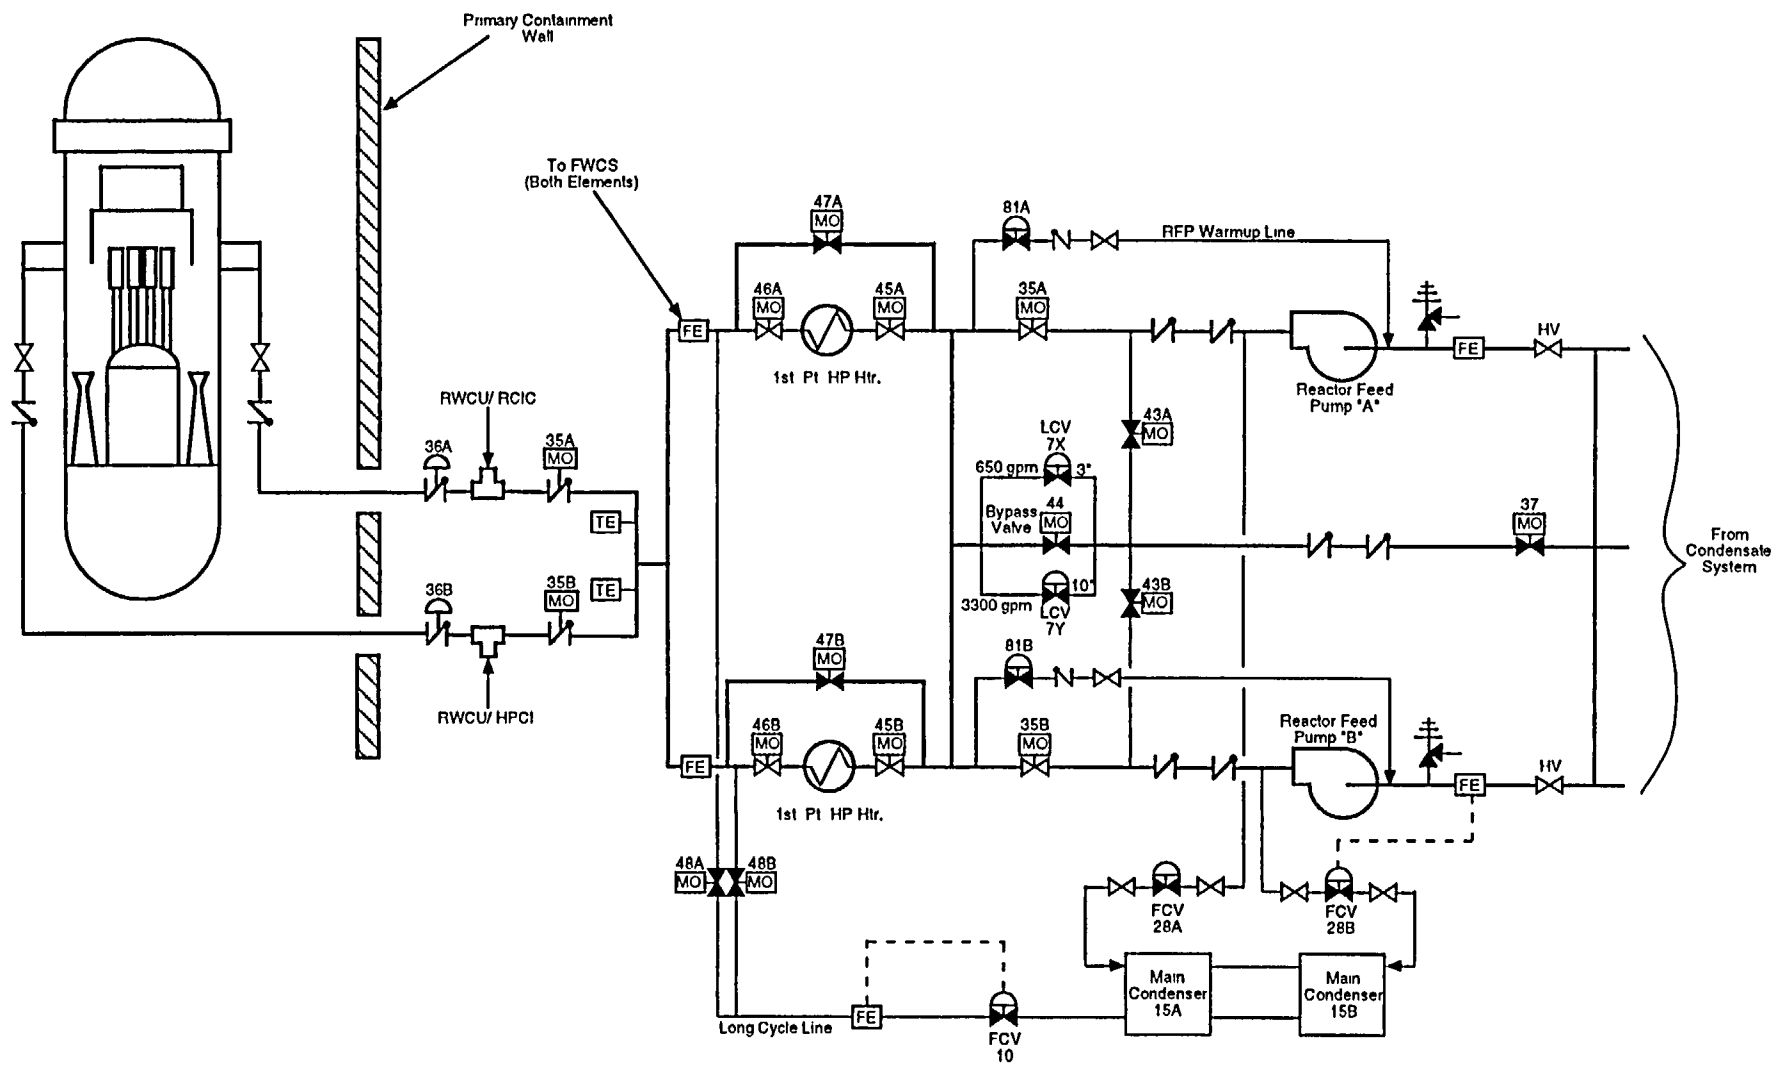 Primary Containment
Wall
To FWCS
(Both Elements)
47A
MO
81A
RFP Warmup Line
46A
MO
45A
MO
35A
MO
FE
1st Pt HP Htr.
HV
FE
Reactor Feed
Pump "A"
RWCU/ RCIC
36A
35A
MO
LCV
7X
650 gpm
3"
43A
MO
TE
Bypass
Valve
44
MO
37
MO
From
Condensate
System
TE
36B
35B
MO
10"
3300 gpm
LCV
7Y
43B
MO
RWCU/ HPCI
47B
MO
81B
46B
MO
45B
MO
35B
MO
Reactor Feed
Pump "B"
FE
HV
FE
1st Pt HP Htr.
48A
MO
48B
MO
FCV
28A
FCV
28B
Main
Condenser
15A
Main
Condenser
15B
Long Cycle Line
FE
FCV
10